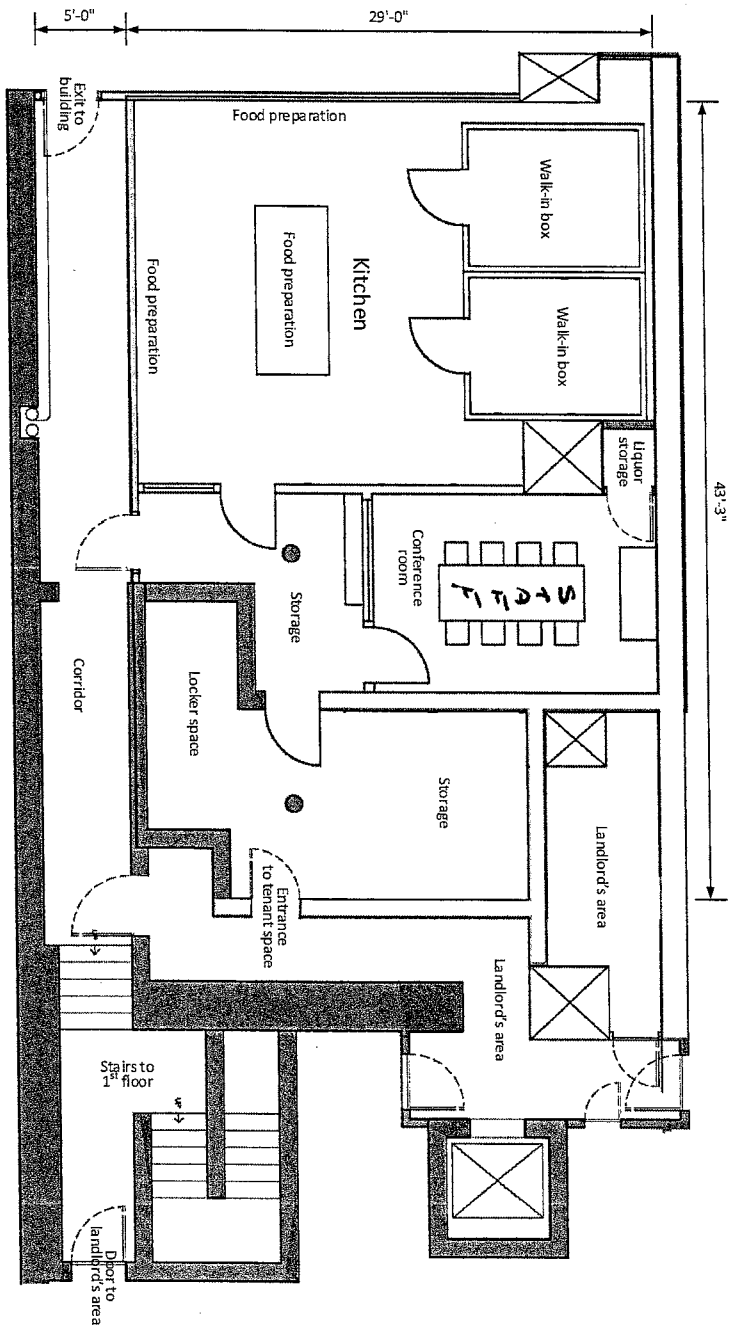 5'-0"
29'-0"
43'-3"
Exit to
building
Food preparation
Walk-in box
Food preparation
Kitchen
Food preparation
Walk-in box
Liquor
storage
Conference
room
STAFF
Storage
Corridor
Locker space
Storage
Landlord's area
Entrance
to tenant space
Landlord's area
Stairs to
1st floor
Door to
landlord's area